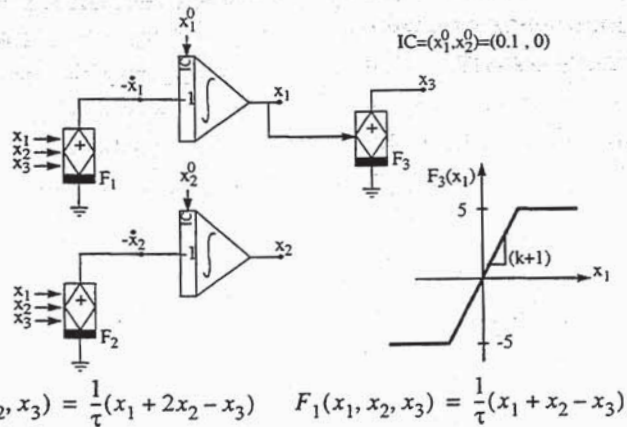 x₁⁰
IC=(x₁⁰,x₂⁰)=(0.1 , 0)
IC
-ẋ₁
-1
∫
x₁
x₃
x₁
x₂
x₃
+
F₁
+
F₃
F₃(x₁)
x₂⁰
5
IC
-ẋ₂
-1
∫
x₂
(k+1)
x₁
x₁
x₂
x₃
+
F₂
-5
₂, x₃) = 1/τ(x₁ + 2x₂ − x₃)
F₁(x₁, x₂, x₃) = 1/τ(x₁ + x₂ − x₃)